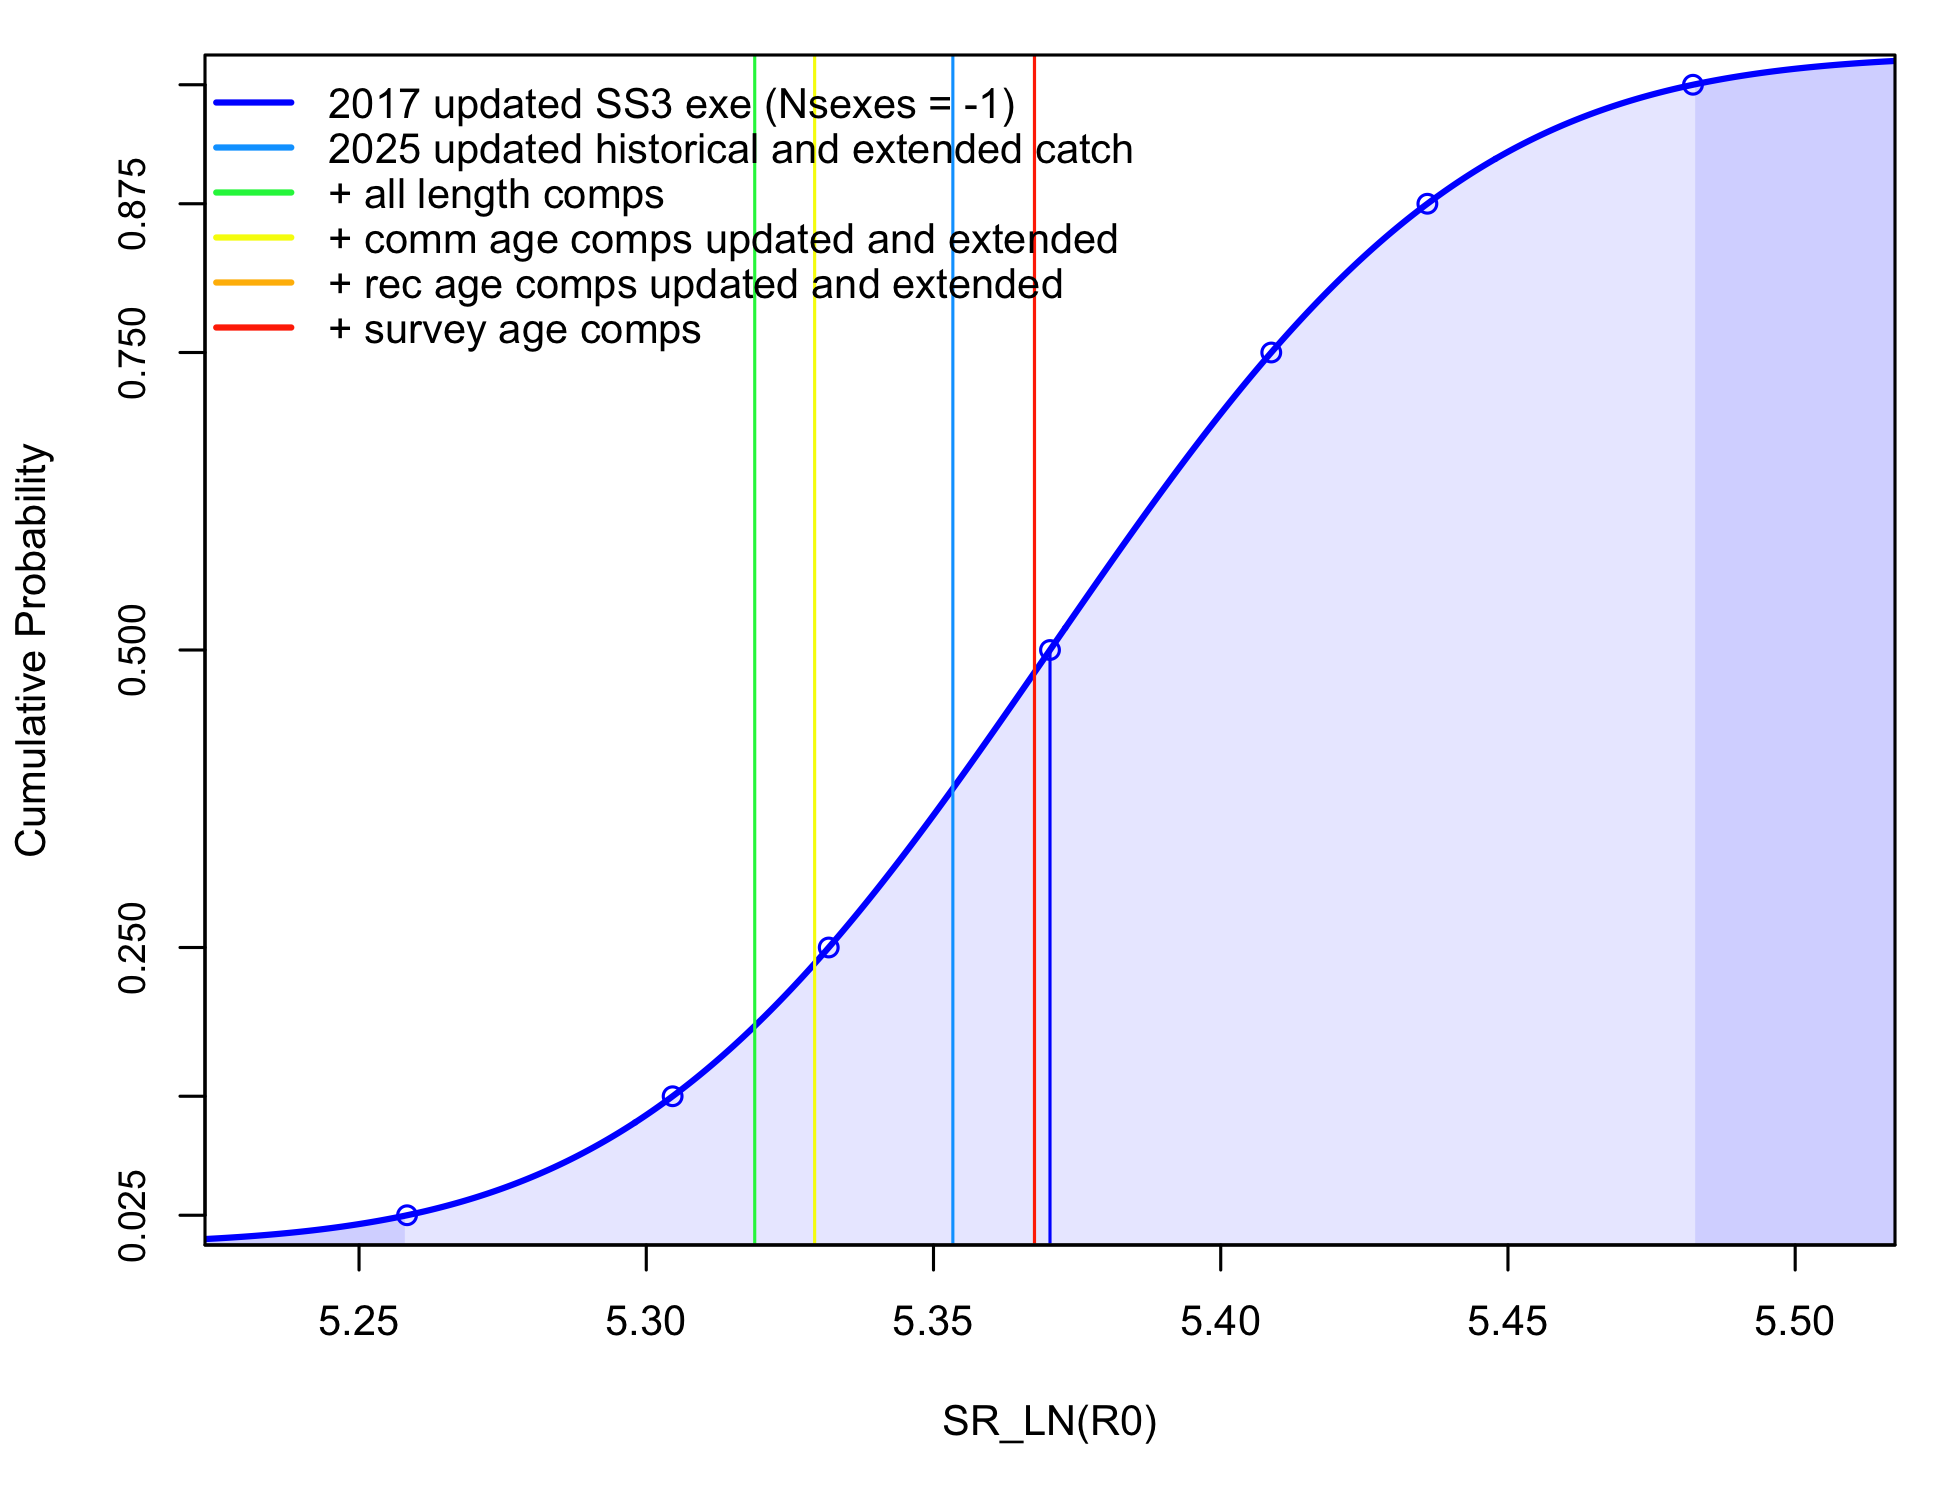 2017 updated SS3 exe (Nsexes = -1)
2025 updated historical and extended catch
+ all length comps
+ comm age comps updated and extended
+ rec age comps updated and extended
+ survey age comps
Cumulative Probability
0.875
0.750
0.500
0.250
0.025
5.25 5.30 5.35 5.40 5.45 5.50
SR_LN(R0)